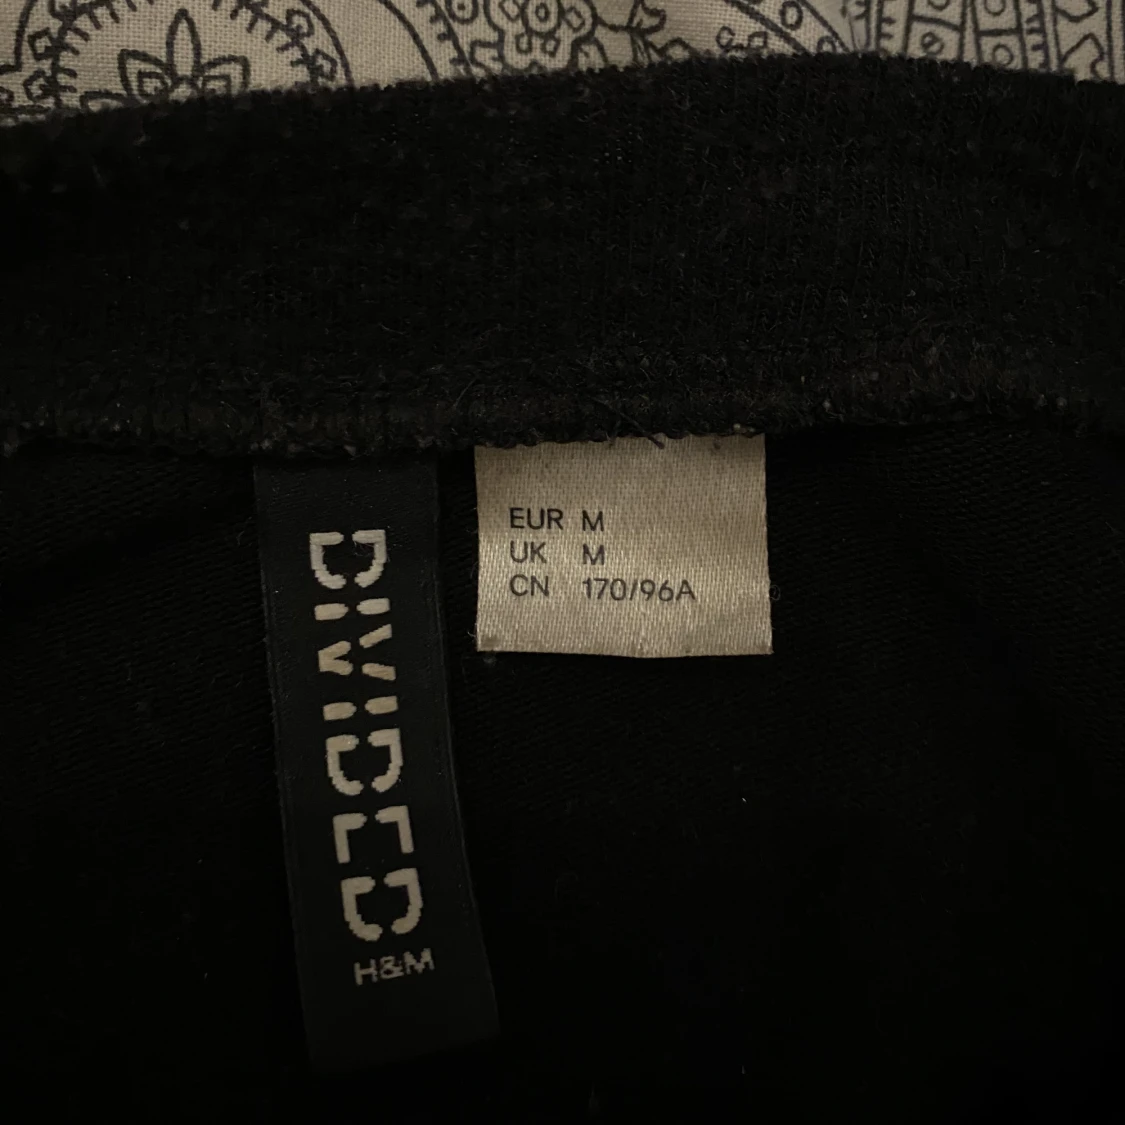 DIVIDED
H&M
EUR M
UK M
CN 170/96A